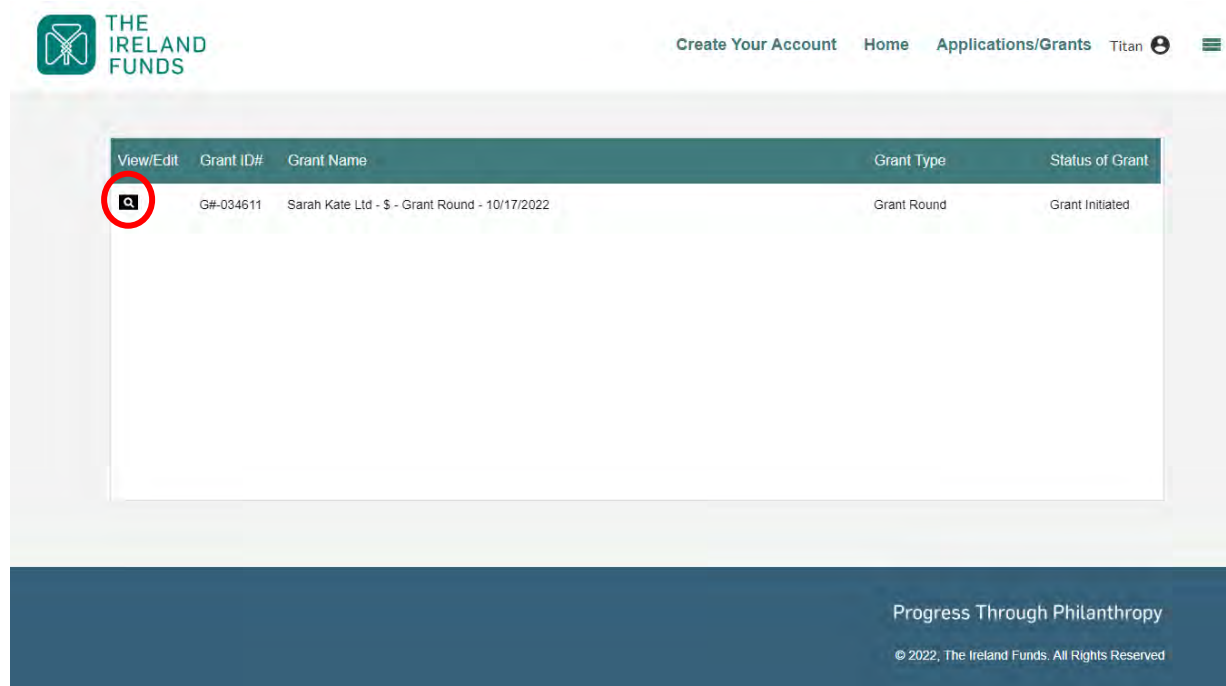 THE
IRELAND
FUNDS
Create Your Account Home Applications/Grants Titan
View/Edit Grant ID# Grant Name Grant Type Status of Grant
G#-034611 Sarah Kate Ltd - $ - Grant Round - 10/17/2022 Grant Round Grant Initiated
Progress Through Philanthropy
© 2022, The Ireland Funds. All Rights Reserved